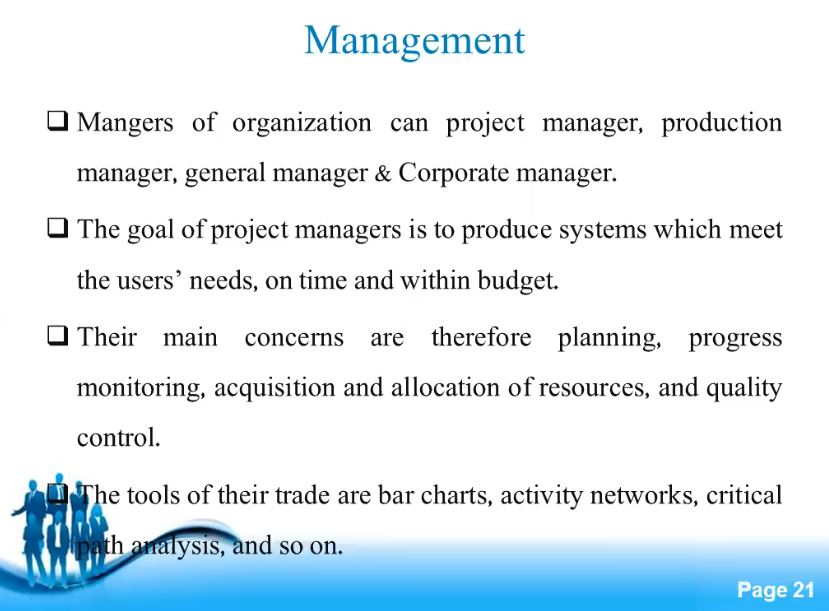 Management
❑ Mangers of organization can project manager, production
manager, general manager & Corporate manager.
❑ The goal of project managers is to produce systems which meet
the users’ needs, on time and within budget.
❑ Their main concerns are therefore planning, progress
monitoring, acquisition and allocation of resources, and quality
control.
❑ The tools of their trade are bar charts, activity networks, critical
path analysis, and so on.
Page 21